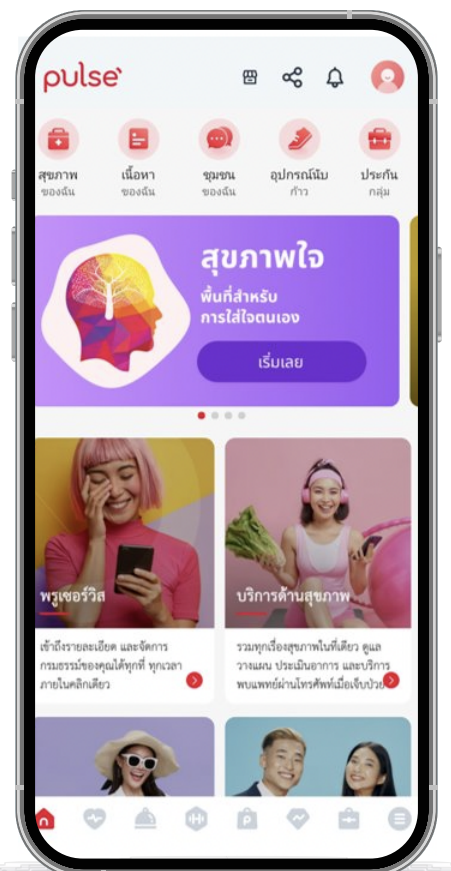 pulse
สุขภาพ
ของฉัน
เนื้อหา
ของฉัน
ชุมชน
ของฉัน
อุปกรณ์นับ
ก้าว
ประกัน
กลุ่ม
สุขภาพใจ
พื้นที่สำหรับ
การใส่ใจตนเอง
เริ่มเลย
พรูเซอร์วิส
เข้าถึงรายละเอียด และจัดการ
กรมธรรม์ของคุณได้ทุกที่ ทุกเวลา
ภายในคลิกเดียว
บริการด้านสุขภาพ
รวมทุกเรื่องสุขภาพในที่เดียว ดูแล
วางแผน ประเมินอาการ และบริการ
พบแพทย์ผ่านโทรศัพท์เมื่อเจ็บป่วย